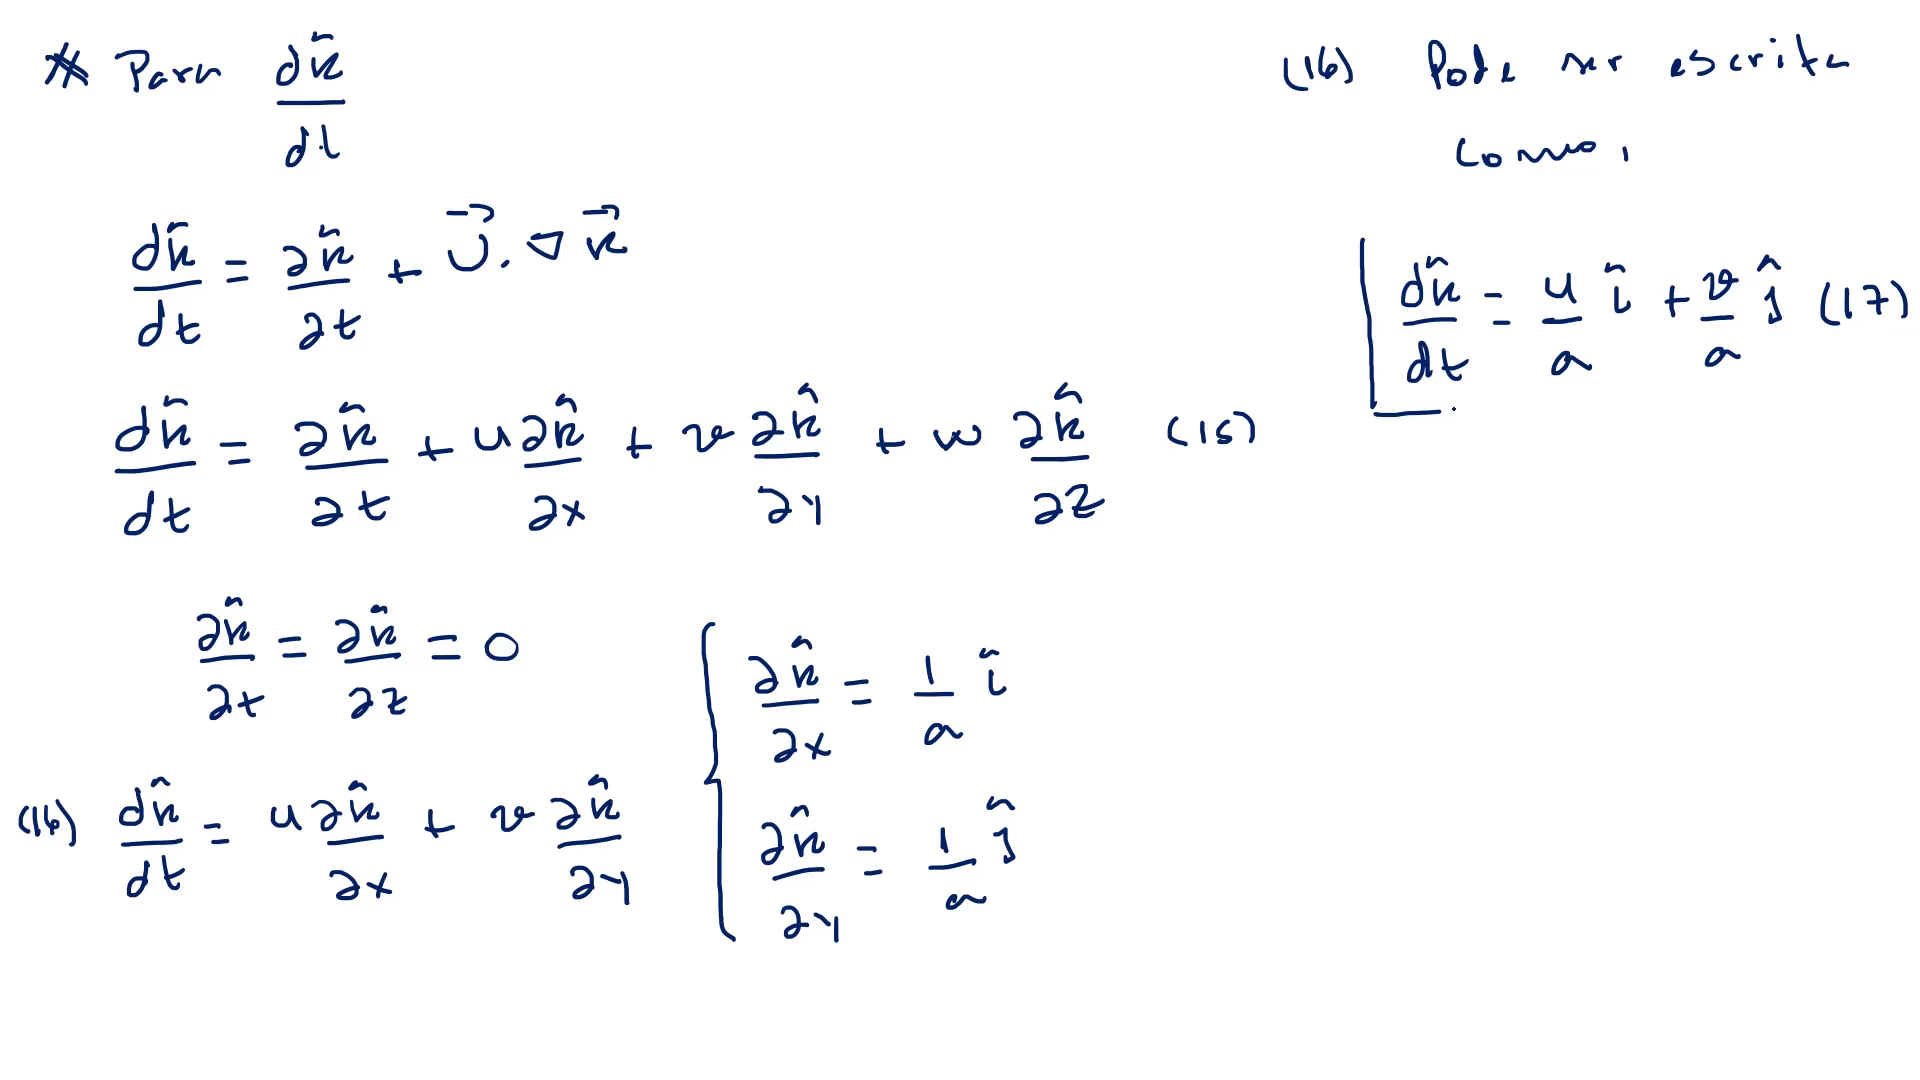 * Para dk̂/dt
dk̂/dt = ∂k̂/∂t + U⃗ . ∇ k⃗
dk̂/dt = ∂k̂/∂t + u ∂k̂/∂x + v ∂k̂/∂y + w ∂k̂/∂z (15)
∂k̂/∂t = ∂k̂/∂z = 0
(16) dk̂/dt = u ∂k̂/∂x + v ∂k̂/∂y
{ ∂k̂/∂x = 1/a î
∂k̂/∂y = 1/a ĵ
(16) Pode ser escrita
como,
dk̂/dt = u/a î + v/a ĵ (17)